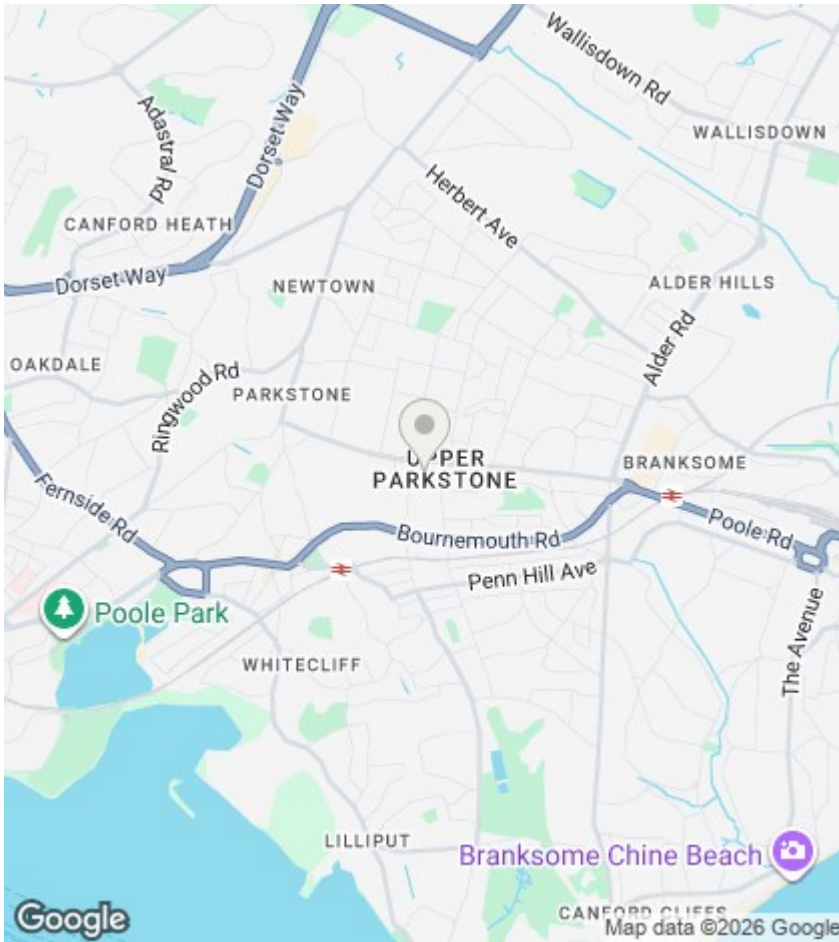 Wallisdown Rd
WALLISDOWN
Adastral Rd
Dorset Way
Herbert Ave
CANFORD HEATH
Dorset Way
NEWTOWN
ALDER HILLS
OAKDALE
Ringwood Rd
Alder Rd
PARKSTONE
UPPER
PARKSTONE
BRANKSOME
Fernside Rd
Bournemouth Rd
Poole Rd
Penn Hill Ave
Poole Park
The Avenue
WHITECLIFF
LILLIPUT
Branksome Chine Beach
CANFORD CLIFFS
Google
Map data ©2026 Google